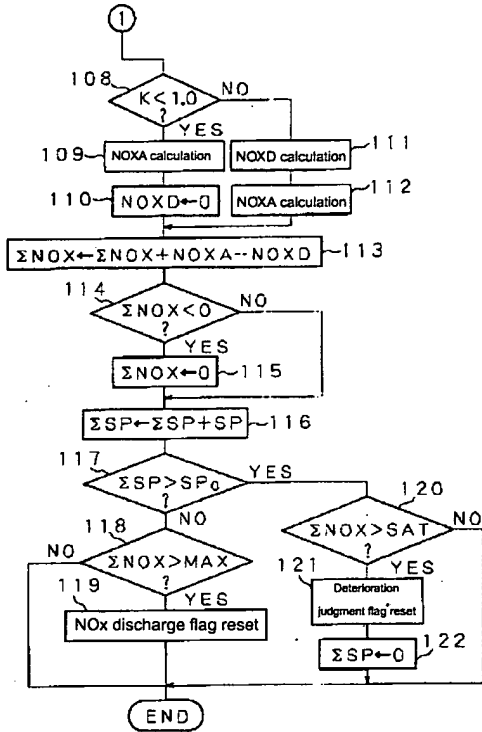 1
108
K<1.0
?
NO
YES
109
NOXA calculation
NOXD calculation
111
110
NOXD←0
NOXA calculation
112
ΣNOX←ΣNOX+NOXA--NOXD
113
114
ΣNOX<0
?
NO
YES
ΣNOX←0
115
ΣSP←ΣSP+SP
116
117
ΣSP>SP0
?
YES
NO
118
ΣNOX>MAX
?
NO
YES
119
NOx discharge flag reset
120
ΣNOX>SAT
?
NO
YES
121
Deterioration
judgment flag reset
ΣSP←0
122
END